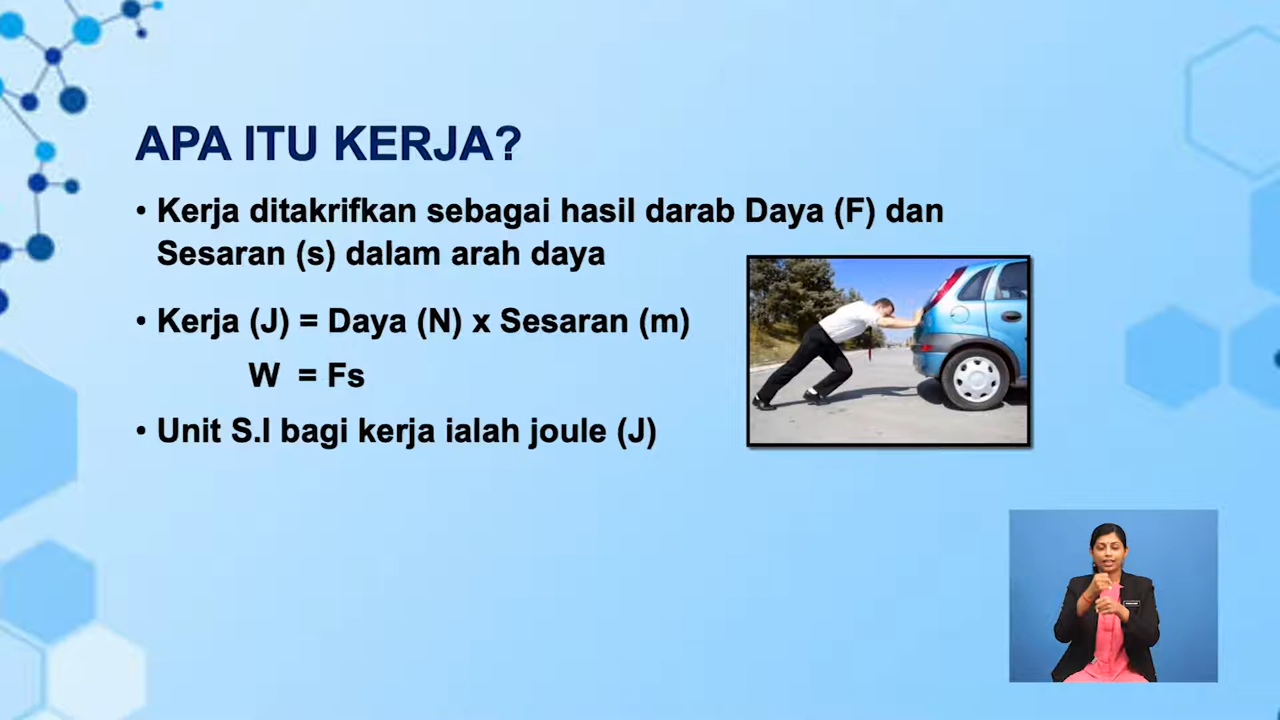 APA ITU KERJA?
• Kerja ditakrifkan sebagai hasil darab Daya (F) dan
Sesaran (s) dalam arah daya
• Kerja (J) = Daya (N) x Sesaran (m)
W = Fs
• Unit S.I bagi kerja ialah joule (J)